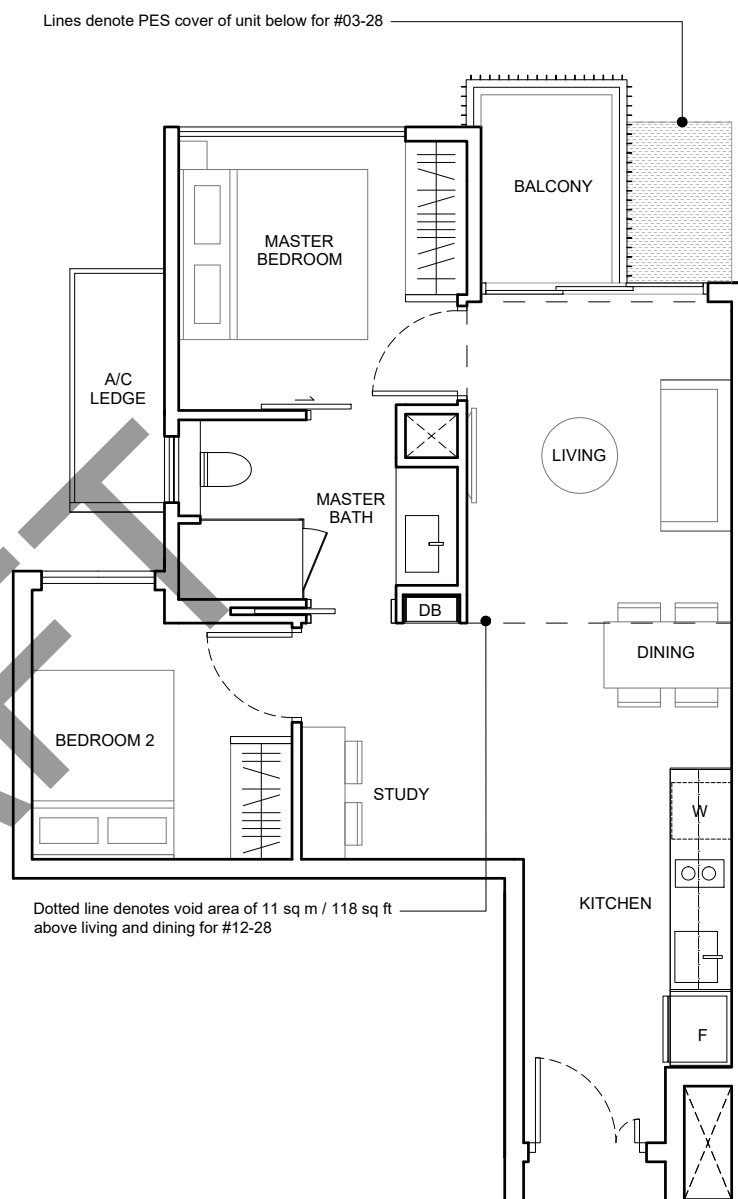 Lines denote PES cover of unit below for #03-28
BALCONY
MASTER
BEDROOM
A/C
LEDGE
LIVING
MASTER
BATH
DB
DINING
BEDROOM 2
STUDY
W
KITCHEN
Dotted line denotes void area of 11 sq m / 118 sq ft
above living and dining for #12-28
F